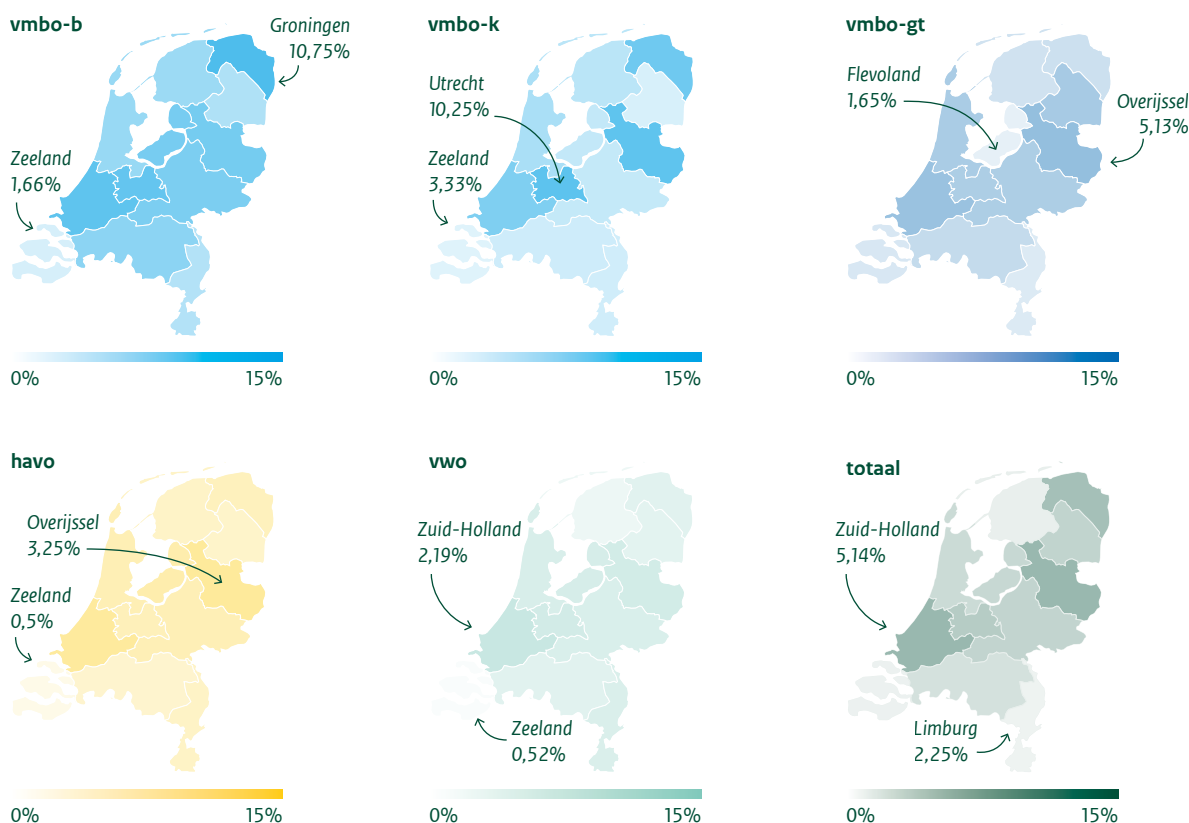 vmbo-b
Groningen
10,75%
Zeeland
1,66%
0%
15%
vmbo-k
Utrecht
10,25%
Zeeland
3,33%
0%
15%
vmbo-gt
Flevoland
1,65%
Overijssel
5,13%
0%
15%
havo
Overijssel
3,25%
Zeeland
0,5%
0%
15%
vwo
Zuid-Holland
2,19%
Zeeland
0,52%
0%
15%
totaal
Zuid-Holland
5,14%
Limburg
2,25%
0%
15%